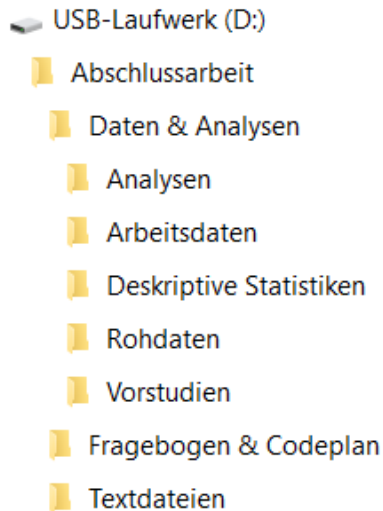 USB-Laufwerk (D:)
Abschlussarbeit
Daten & Analysen
Analysen
Arbeitsdaten
Deskriptive Statistiken
Rohdaten
Vorstudien
Fragebogen & Codeplan
Textdateien